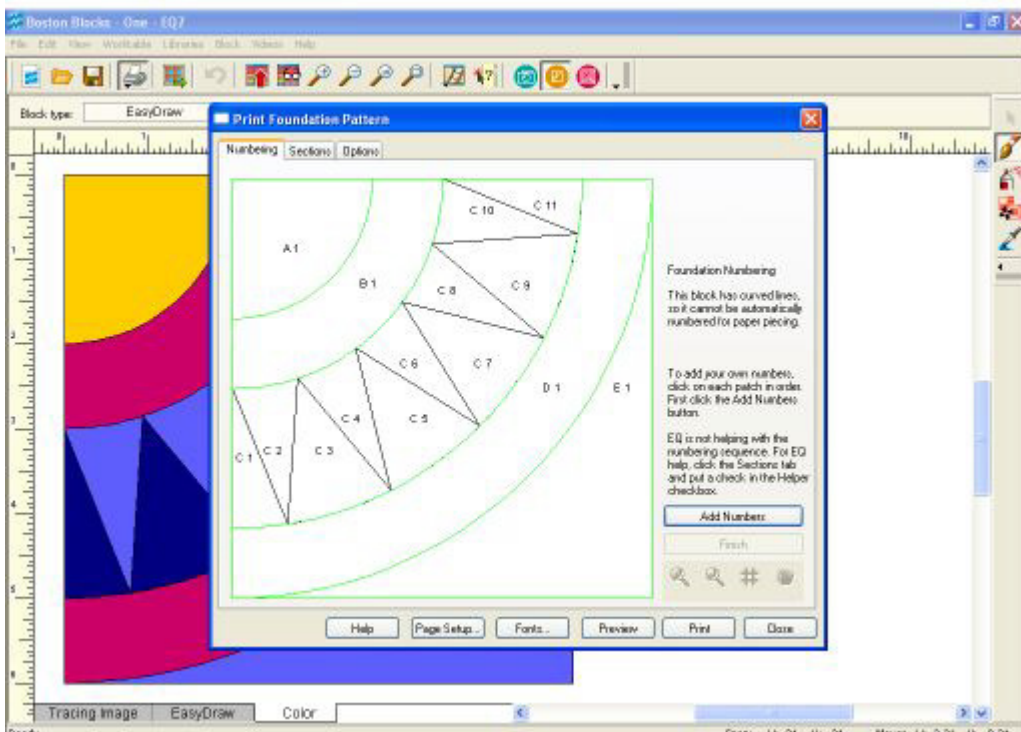 Boston Blocks - One - EQ7
File Edit View Worktable Libraries Block Videos Help
Block type: EasyDraw
Print Foundation Pattern
Numbering Sections Options
A 1
B 1
C 10
C 11
C 8
C 9
C 6
C 7
C 4
C 5
C 1
C 2
C 3
D 1
E 1
Foundation Numbering
This block has curved lines,
so it cannot be automatically
numbered for paper piecing.
To add your own numbers,
click on each patch in order.
First click the Add Numbers
button.
EQ is not helping with the
numbering sequence. For EQ
help, click the Sections tab
and put a check in the Helper
checkbox.
Add Numbers
Finish
Help Page Setup... Fonts... Preview Print Close
Tracing Image EasyDraw Color